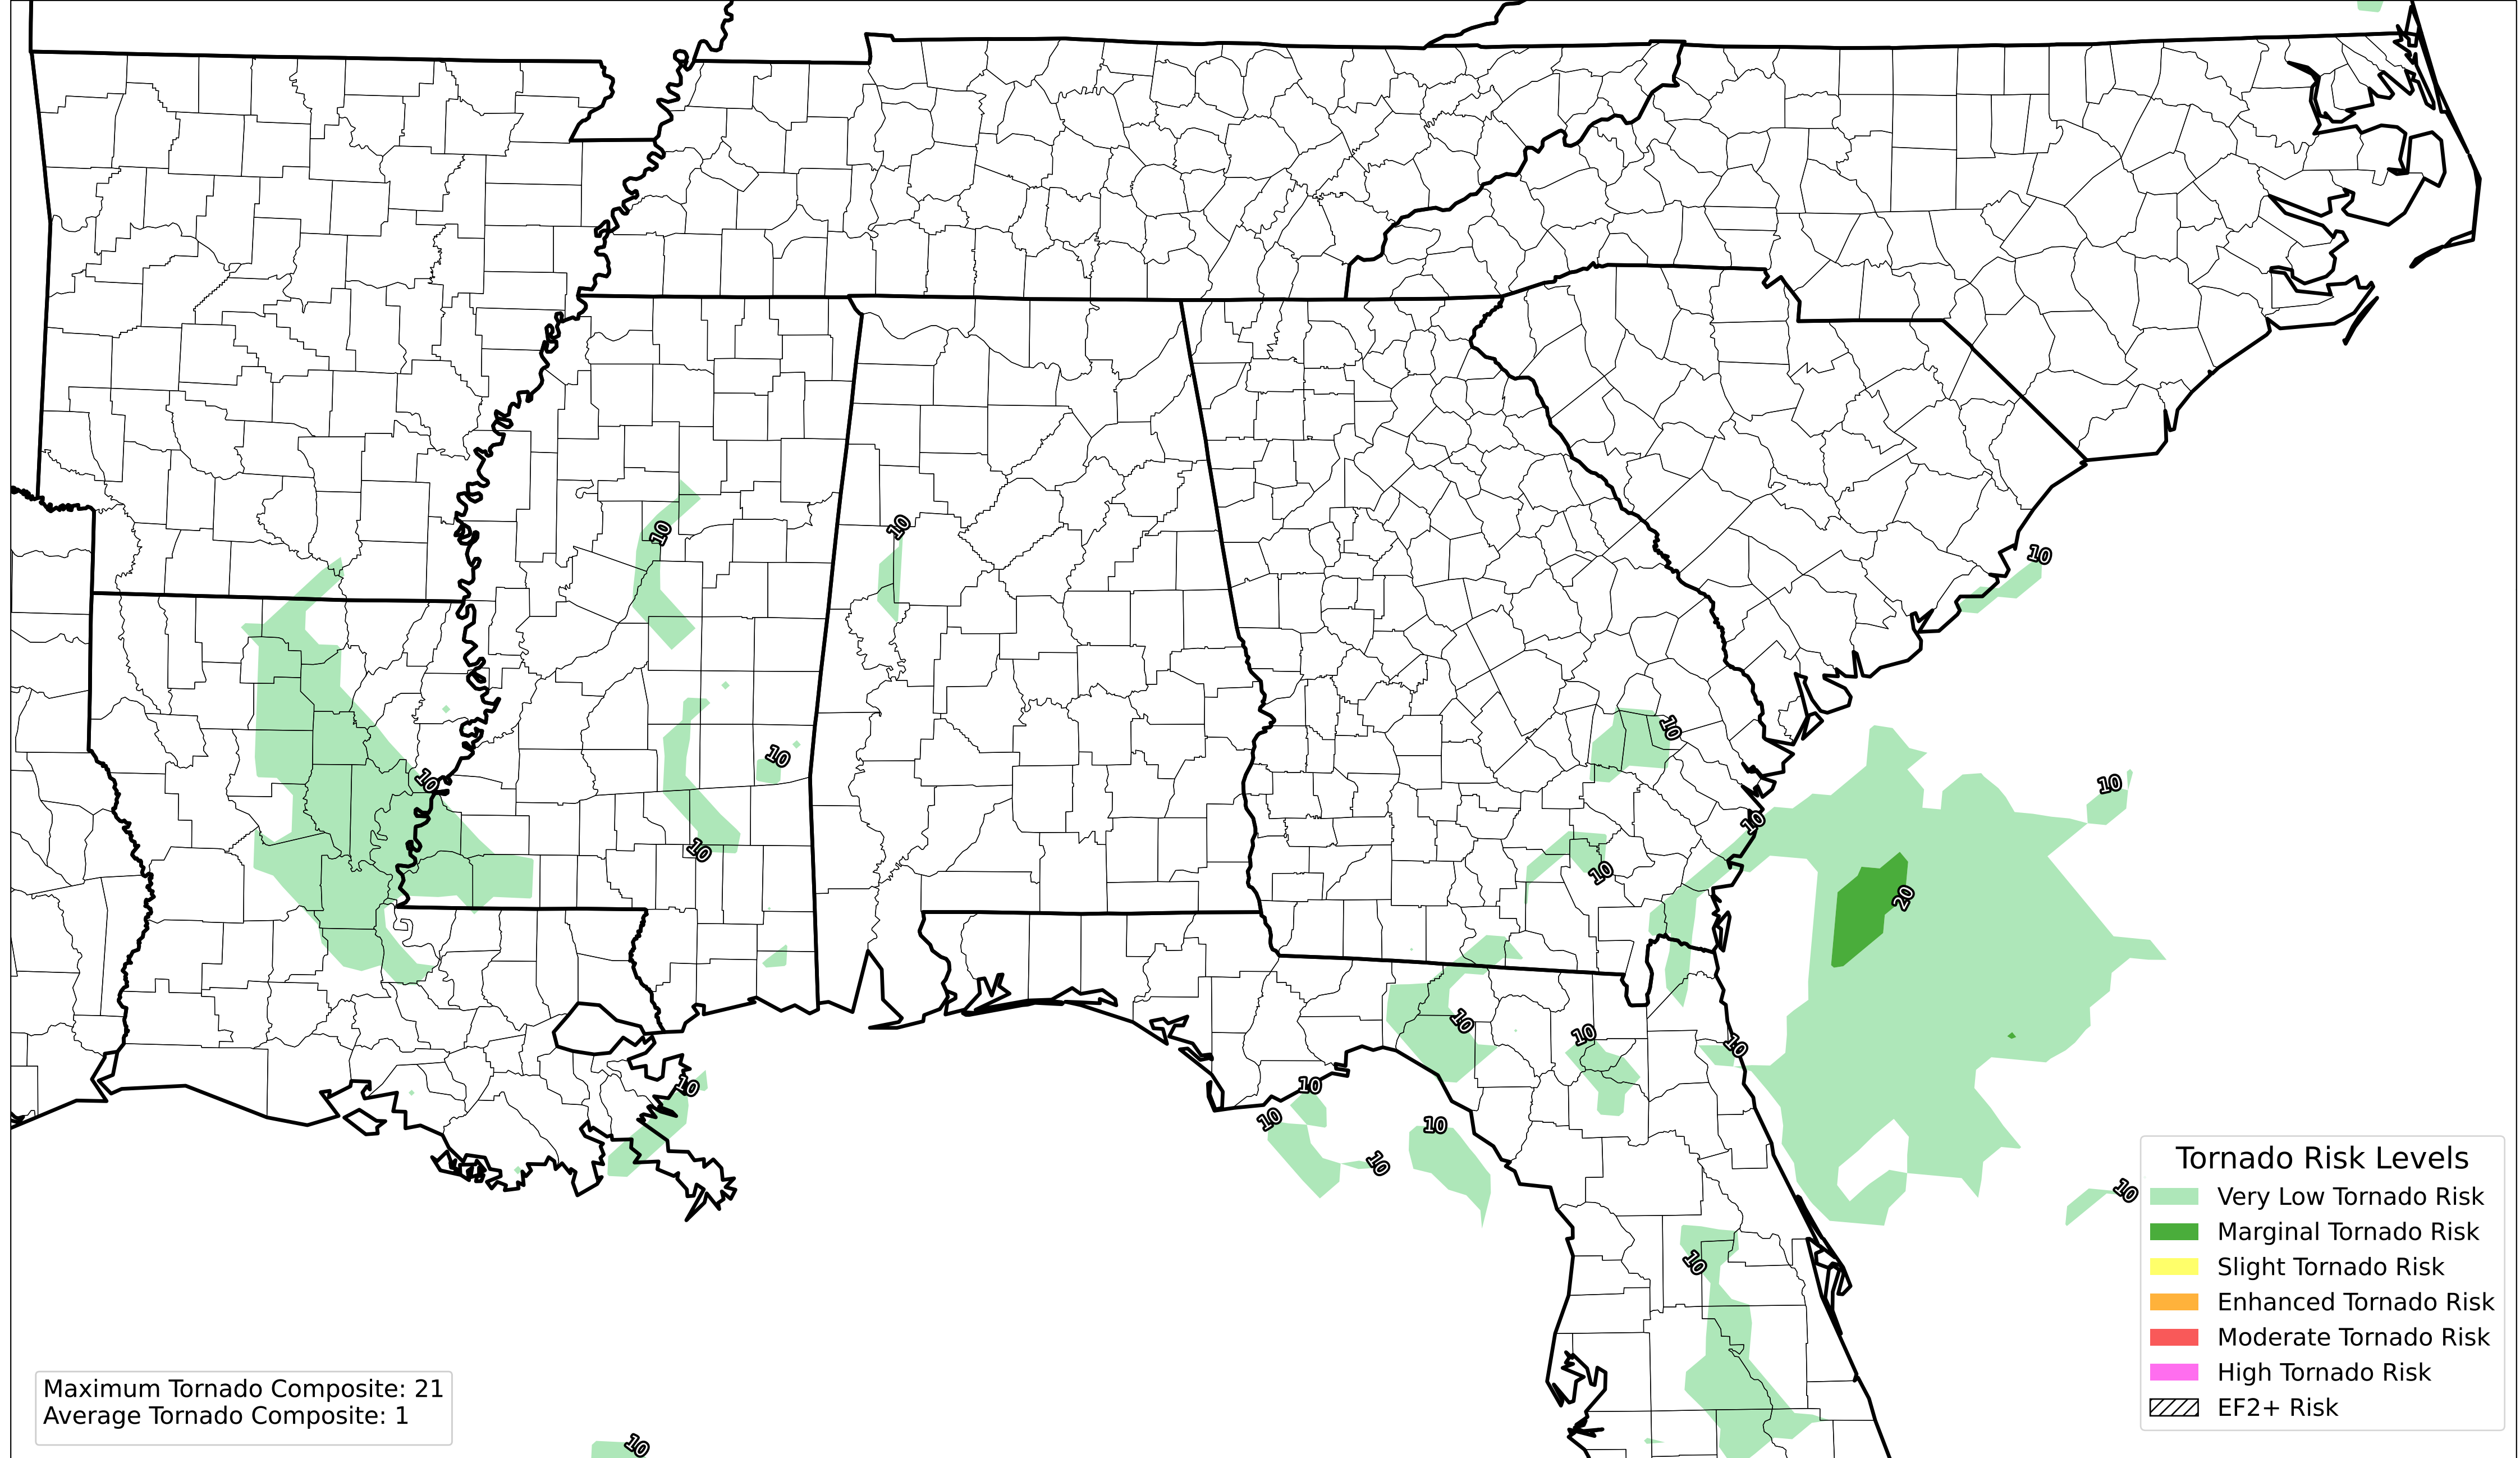 10
10
10
10
10
10
10
10
20
10
10
10
10
10
10
10
10
10
10
10
10
10
10
Tornado Risk Levels
Very Low Tornado Risk
Marginal Tornado Risk
Slight Tornado Risk
Enhanced Tornado Risk
Moderate Tornado Risk
High Tornado Risk
EF2+ Risk
Maximum Tornado Composite: 21
Average Tornado Composite: 1